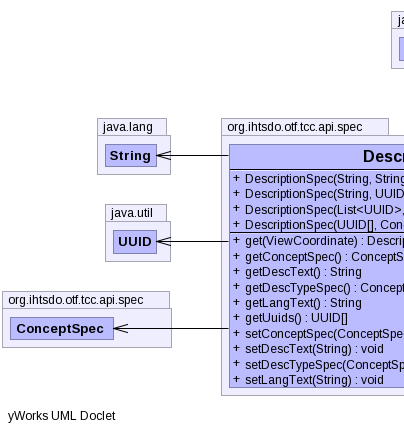 ja
java.lang
String
java.util
UUID
org.ihtsdo.otf.tcc.api.spec
ConceptSpec
org.ihtsdo.otf.tcc.api.spec
Descr
+ DescriptionSpec(String, String
+ DescriptionSpec(String, UUID
+ DescriptionSpec(List<UUID>,
+ DescriptionSpec(UUID[], Con
+ get(ViewCoordinate) : Descrip
+ getConceptSpec() : ConceptS
+ getDescText() : String
+ getDescTypeSpec() : Concept
+ getLangText() : String
+ getUuids() : UUID[]
+ setConceptSpec(ConceptSpe
+ setDescText(String) : void
+ setDescTypeSpec(ConceptSp
+ setLangText(String) : void
yWorks UML Doclet